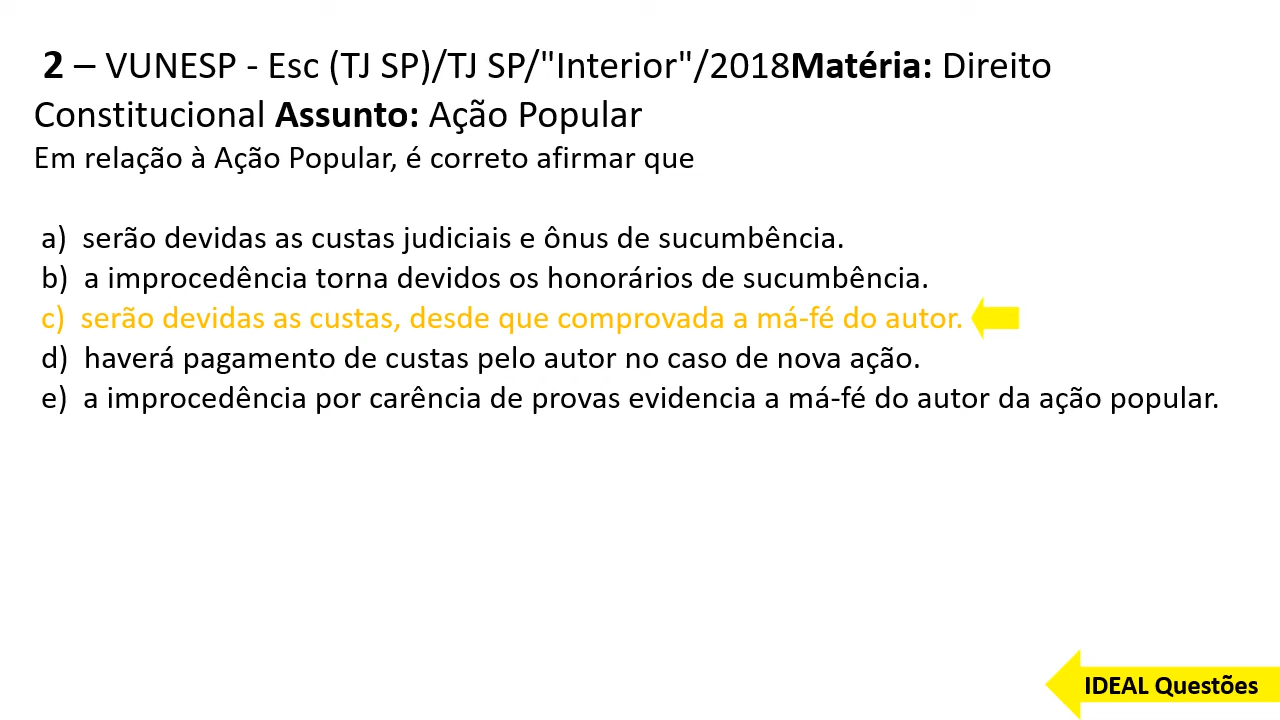 2 – VUNESP - Esc (TJ SP)/TJ SP/"Interior"/2018Matéria: Direito
Constitucional Assunto: Ação Popular
Em relação à Ação Popular, é correto afirmar que
a) serão devidas as custas judiciais e ônus de sucumbência.
b) a improcedência torna devidos os honorários de sucumbência.
c) serão devidas as custas, desde que comprovada a má-fé do autor.
d) haverá pagamento de custas pelo autor no caso de nova ação.
e) a improcedência por carência de provas evidencia a má-fé do autor da ação popular.
IDEAL Questões